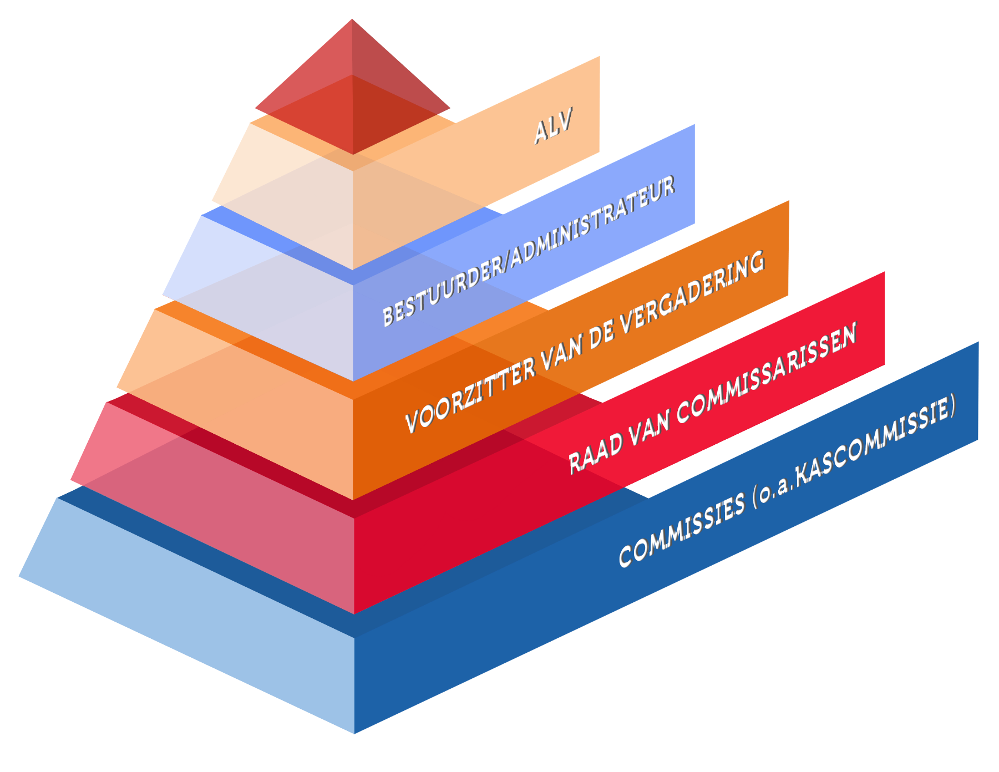 ALV
BESTUURDER/ADMINISTRATEUR
VOORZITTER VAN DE VERGADERING
RAAD VAN COMMISSARISSEN
COMMISSIES (o.a.KASCOMMISSIE)